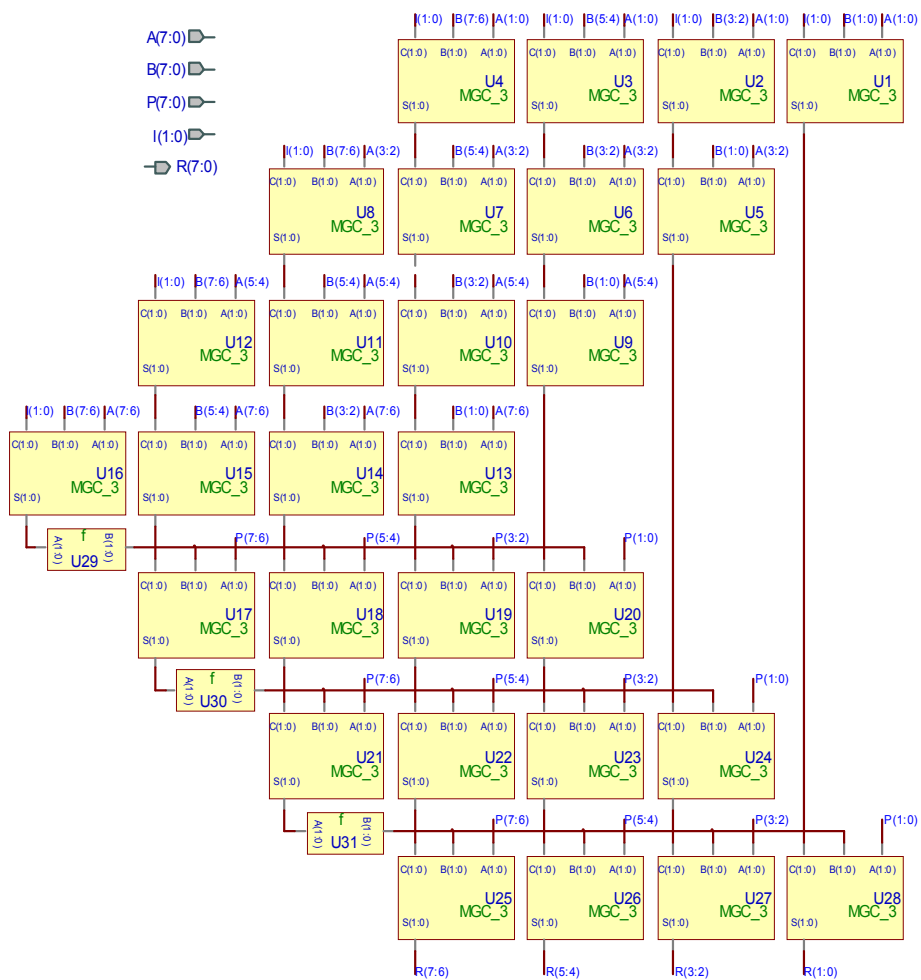 I(1:0) B(7:6) A(1:0) I(1:0) B(5:4) A(1:0) I(1:0) B(3:2) A(1:0) I(1:0) B(1:0) A(1:0)
A(7:0)
B(7:0)
P(7:0)
I(1:0)
R(7:0)
C(1:0) B(1:0) A(1:0) C(1:0) B(1:0) A(1:0) C(1:0) B(1:0) A(1:0) C(1:0) B(1:0) A(1:0)
U4 U3 U2 U1
MGC_3 MGC_3 MGC_3 MGC_3
S(1:0) S(1:0) S(1:0) S(1:0)
I(1:0) B(7:6) A(3:2) B(5:4) A(3:2) B(3:2) A(3:2) B(1:0) A(3:2)
C(1:0) B(1:0) A(1:0) C(1:0) B(1:0) A(1:0) C(1:0) B(1:0) A(1:0) C(1:0) B(1:0) A(1:0)
U8 U7 U6 U5
MGC_3 MGC_3 MGC_3 MGC_3
S(1:0) S(1:0) S(1:0) S(1:0)
I(1:0) B(7:6) A(5:4) B(5:4) A(5:4) B(3:2) A(5:4) B(1:0) A(5:4)
C(1:0) B(1:0) A(1:0) C(1:0) B(1:0) A(1:0) C(1:0) B(1:0) A(1:0) C(1:0) B(1:0) A(1:0)
U12 U11 U10 U9
MGC_3 MGC_3 MGC_3 MGC_3
S(1:0) S(1:0) S(1:0) S(1:0)
I(1:0) B(7:6) A(7:6) B(5:4) A(7:6) B(3:2) A(7:6) B(1:0) A(7:6)
C(1:0) B(1:0) A(1:0) C(1:0) B(1:0) A(1:0) C(1:0) B(1:0) A(1:0) C(1:0) B(1:0) A(1:0)
U16 U15 U14 U13
MGC_3 MGC_3 MGC_3 MGC_3
S(1:0) S(1:0) S(1:0) S(1:0)
A(1:0) f B(1:0)
U29
P(7:6) P(5:4) P(3:2) P(1:0)
C(1:0) B(1:0) A(1:0) C(1:0) B(1:0) A(1:0) C(1:0) B(1:0) A(1:0) C(1:0) B(1:0) A(1:0)
U17 U18 U19 U20
MGC_3 MGC_3 MGC_3 MGC_3
S(1:0) S(1:0) S(1:0) S(1:0)
A(1:0) f B(1:0)
U30
P(7:6) P(5:4) P(3:2) P(1:0)
C(1:0) B(1:0) A(1:0) C(1:0) B(1:0) A(1:0) C(1:0) B(1:0) A(1:0) C(1:0) B(1:0) A(1:0)
U21 U22 U23 U24
MGC_3 MGC_3 MGC_3 MGC_3
S(1:0) S(1:0) S(1:0) S(1:0)
A(1:0) f B(1:0)
U31
P(7:6) P(5:4) P(3:2) P(1:0)
C(1:0) B(1:0) A(1:0) C(1:0) B(1:0) A(1:0) C(1:0) B(1:0) A(1:0) C(1:0) B(1:0) A(1:0)
U25 U26 U27 U28
MGC_3 MGC_3 MGC_3 MGC_3
S(1:0) S(1:0) S(1:0) S(1:0)
R(7:6) R(5:4) R(3:2) R(1:0)